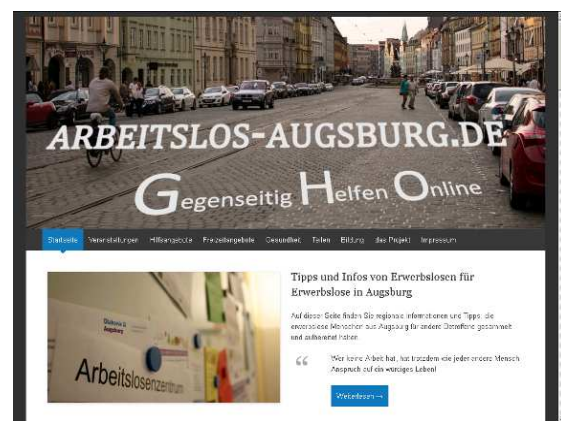 ARBEITSLOS-AUGSBURG.DE
Gegenseitig Helfen Online
Startseite Veranstaltungen Hilfsangebote Freizeitangebote Gesundheit Teilen Bildung das Projekt Impressum
Diakonie
Augsburg
Arbeitslosenzentrum
Tipps und Infos von Erwerbslosen für
Erwerbslose in Augsburg
Auf dieser Seite finden Sie regionale Informationen und Tipps, die
erwerbslose Menschen aus Augsburg für andere Betroffene gesammelt
und aufbereitet haben.
Wer keine Arbeit hat, hat trotzdem wie jeder andere Mensch
Anspruch auf ein würdiges Leben!
Weiterlesen →